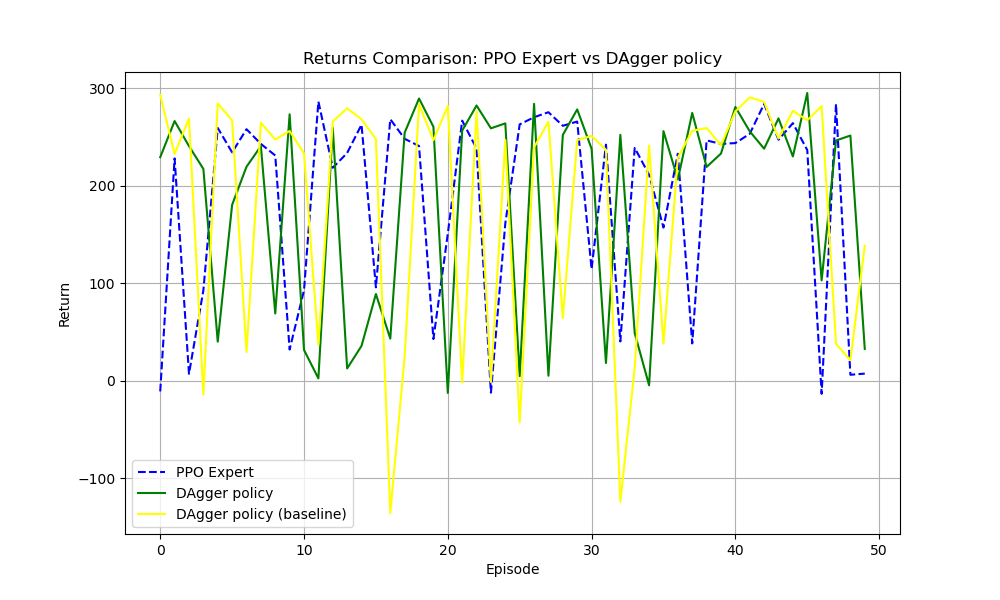 Returns Comparison: PPO Expert vs DAgger policy
300
200
100
0
−100
Return
PPO Expert
DAgger policy
DAgger policy (baseline)
0 10 20 30 40 50
Episode